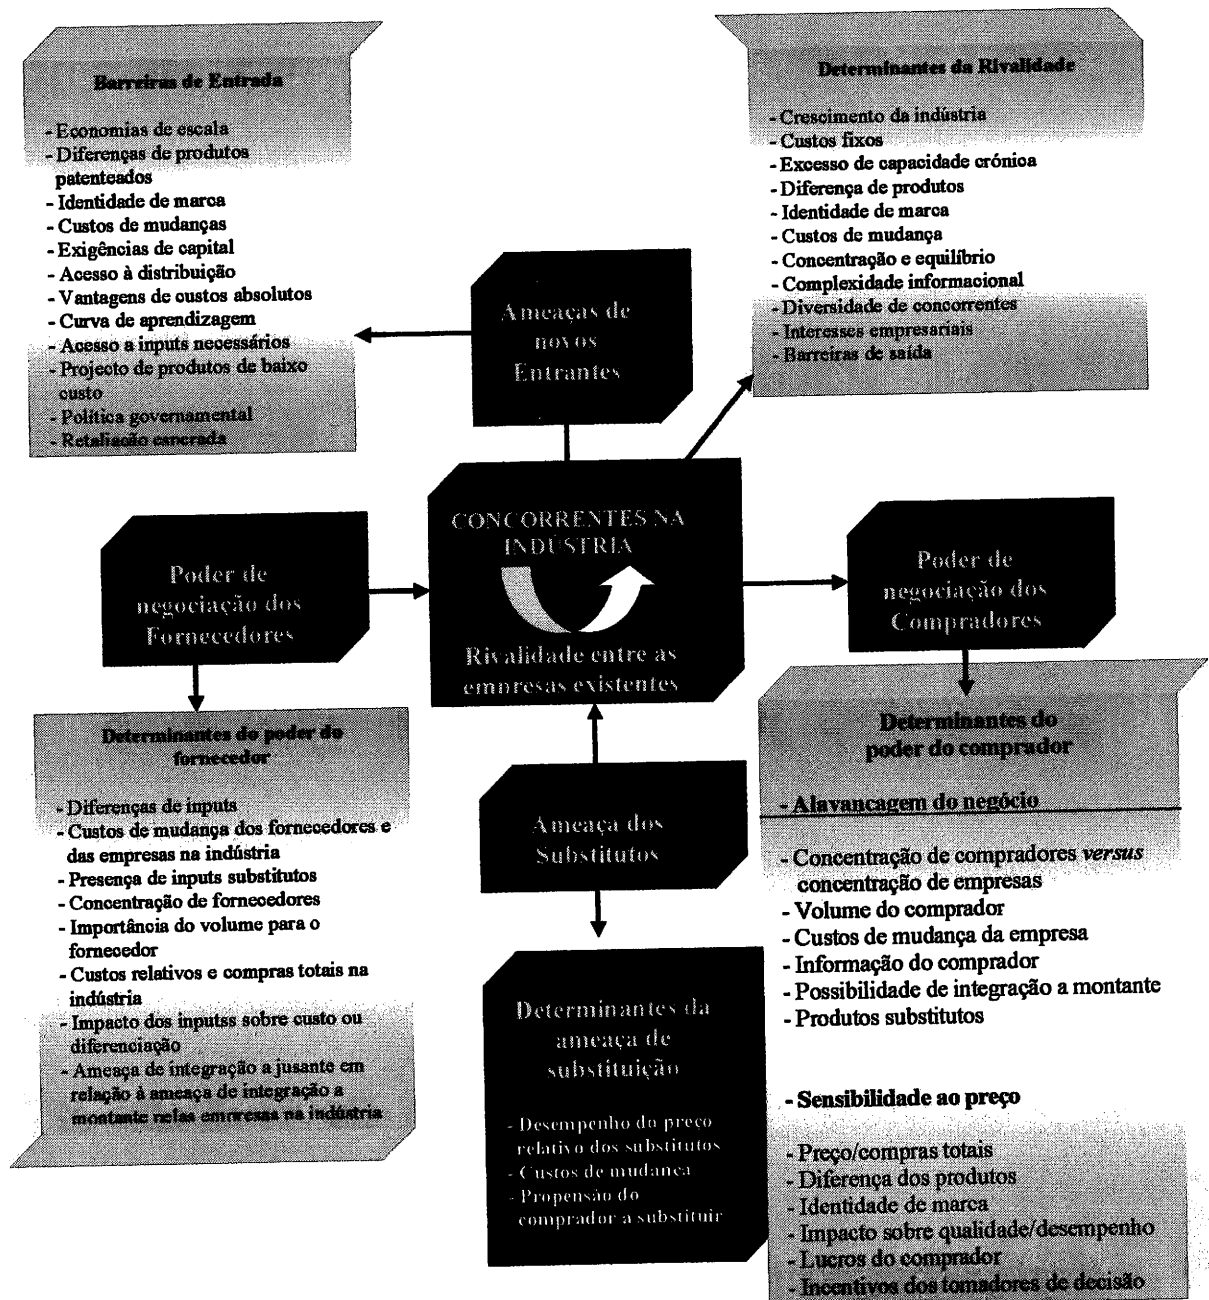 Barreiras de Entrada
- Economias de escala
- Diferenças de produtos
patenteados
- Identidade de marca
- Custos de mudanças
- Exigências de capital
- Acesso à distribuição
- Vantagens de custos absolutos
- Curva de aprendizagem
- Acesso a inputs necessários
- Projecto de produtos de baixo
custo
- Política governamental
- Retaliação esperada
Determinantes da Rivalidade
- Crescimento da indústria
- Custos fixos
- Excesso de capacidade crónica
- Diferença de produtos
- Identidade de marca
- Custos de mudança
- Concentração e equilíbrio
- Complexidade informacional
- Diversidade de concorrentes
- Interesses empresariais
- Barreiras de saída
Ameaças de
novos
Entrantes
Poder de
negociação dos
Fornecedores
CONCORRENTES NA
INDÚSTRIA
Rivalidade entre as
empresas existentes
Poder de
negociação dos
Compradores
Determinantes do poder do
fornecedor
- Diferenças de inputs
- Custos de mudança dos fornecedores e
das empresas na indústria
- Presença de inputs substitutos
- Concentração de fornecedores
- Importância do volume para o
fornecedor
- Custos relativos e compras totais na
indústria
- Impacto dos inputss sobre custo ou
diferenciação
- Ameaça de integração a jusante em
relação à ameaça de integração a
montante pelas empresas na indústria
Ameaça dos
Substitutos
Determinantes da
ameaça de
substituição
- Desempenho do preço
relativo dos substitutos
- Custos de mudança
- Propensão do
comprador a substituir
Determinantes do
poder do comprador
- Alavancagem do negócio
- Concentração de compradores versus
concentração de empresas
- Volume do comprador
- Custos de mudança da empresa
- Informação do comprador
- Possibilidade de integração a montante
- Produtos substitutos
- Sensibilidade ao preço
- Preço/compras totais
- Diferença dos produtos
- Identidade de marca
- Impacto sobre qualidade/desempenho
- Lucros do comprador
- Incentivos dos tomadores de decisão